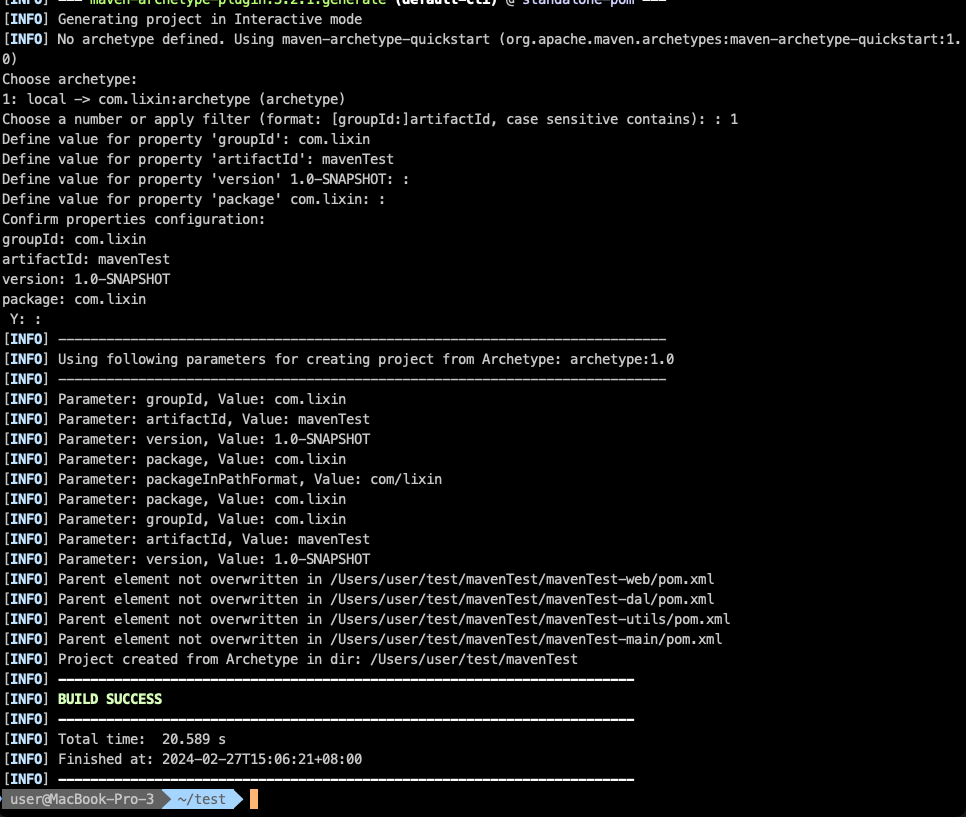 [INFO] --- maven-archetype-plugin:3.2.1:generate (default-cli) @ standalone-pom ---
[INFO] Generating project in Interactive mode
[INFO] No archetype defined. Using maven-archetype-quickstart (org.apache.maven.archetypes:maven-archetype-quickstart:1.
0)
Choose archetype:
1: local -> com.lixin:archetype (archetype)
Choose a number or apply filter (format: [groupId:]artifactId, case sensitive contains): : 1
Define value for property 'groupId': com.lixin
Define value for property 'artifactId': mavenTest
Define value for property 'version' 1.0-SNAPSHOT: :
Define value for property 'package' com.lixin: :
Confirm properties configuration:
groupId: com.lixin
artifactId: mavenTest
version: 1.0-SNAPSHOT
package: com.lixin
 Y: :
[INFO] ----------------------------------------------------------------------------
[INFO] Using following parameters for creating project from Archetype: archetype:1.0
[INFO] ----------------------------------------------------------------------------
[INFO] Parameter: groupId, Value: com.lixin
[INFO] Parameter: artifactId, Value: mavenTest
[INFO] Parameter: version, Value: 1.0-SNAPSHOT
[INFO] Parameter: package, Value: com.lixin
[INFO] Parameter: packageInPathFormat, Value: com/lixin
[INFO] Parameter: package, Value: com.lixin
[INFO] Parameter: groupId, Value: com.lixin
[INFO] Parameter: artifactId, Value: mavenTest
[INFO] Parameter: version, Value: 1.0-SNAPSHOT
[INFO] Parent element not overwritten in /Users/user/test/mavenTest/mavenTest-web/pom.xml
[INFO] Parent element not overwritten in /Users/user/test/mavenTest/mavenTest-dal/pom.xml
[INFO] Parent element not overwritten in /Users/user/test/mavenTest/mavenTest-utils/pom.xml
[INFO] Parent element not overwritten in /Users/user/test/mavenTest/mavenTest-main/pom.xml
[INFO] Project created from Archetype in dir: /Users/user/test/mavenTest
[INFO] ------------------------------------------------------------------------
[INFO] BUILD SUCCESS
[INFO] ------------------------------------------------------------------------
[INFO] Total time:  20.589 s
[INFO] Finished at: 2024-02-27T15:06:21+08:00
[INFO] ------------------------------------------------------------------------
user@MacBook-Pro-3 ~/test